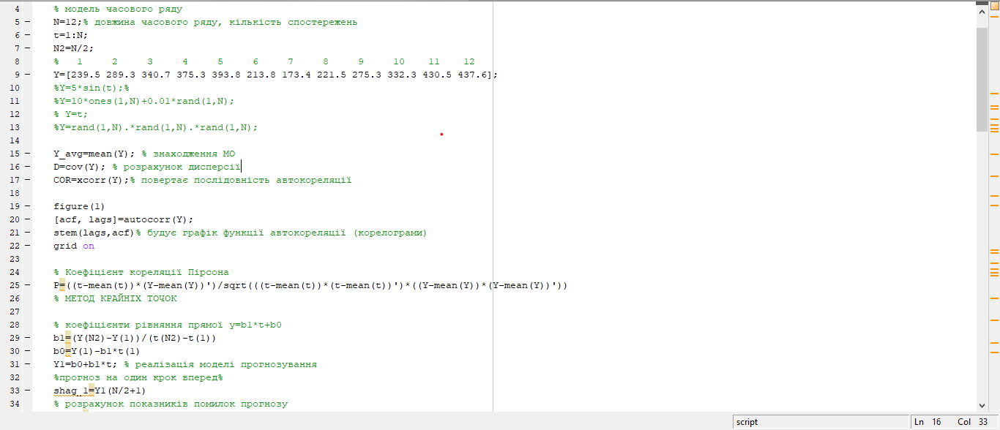 4 % модель часового ряду
5 – N=12;% довжина часового ряду, кількість спостережень
6 – t=1:N;
7 – N2=N/2;
8 % 1 2 3 4 5 6 7 8 9 10 11 12
9 – Y=[239.5 289.3 340.7 375.3 393.8 213.8 173.4 221.5 275.3 332.3 430.5 437.6];
10 %Y=5*sin(t);%
11 %Y=10*ones(1,N)+0.01*rand(1,N);
12 % Y=t;
13 %Y=rand(1,N).*rand(1,N).*rand(1,N);
14
15 – Y_avg=mean(Y); % знаходження МО
16 – D=cov(Y); % розрахунок дисперсії
17 – COR=xcorr(Y);% повертає послідовність автокореляції
18
19 – figure(1)
20 – [acf, lags]=autocorr(Y);
21 – stem(lags,acf)% будує графік функції автокореляції (корелограми)
22 – grid on
23
24 % Коефіцієнт кореляції Пірсона
25 – P=((t-mean(t))*(Y-mean(Y))')/sqrt(((t-mean(t))*(t-mean(t))')*((Y-mean(Y))*(Y-mean(Y))'))
26 % МЕТОД КРАЙНІХ ТОЧОК
27
28 % коефіцієнти рівняння прямої y=b1*t+b0
29 – b1=(Y(N2)-Y(1))/(t(N2)-t(1))
30 – b0=Y(1)-b1*t(1)
31 – Y1=b0+b1*t; % реалізація моделі прогнозування
32 %прогноз на один крок вперед%
33 – shag_1=Y1(N/2+1)
34 % розрахунок показників помилок прогнозу
script Ln 16 Col 33